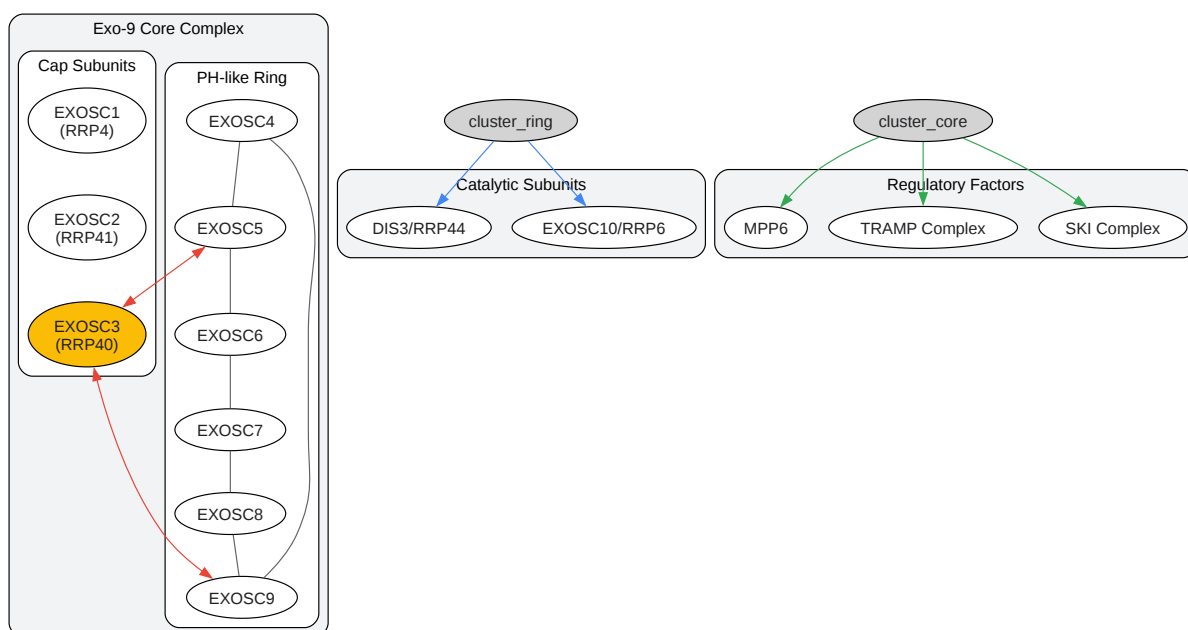 Exo-9 Core Complex
Cap Subunits
EXOSC1
(RRP4)
EXOSC2
(RRP41)
EXOSC3
(RRP40)
PH-like Ring
EXOSC4
EXOSC5
EXOSC6
EXOSC7
EXOSC8
EXOSC9
cluster_ring
Catalytic Subunits
DIS3/RRP44
EXOSC10/RRP6
cluster_core
Regulatory Factors
MPP6
TRAMP Complex
SKI Complex